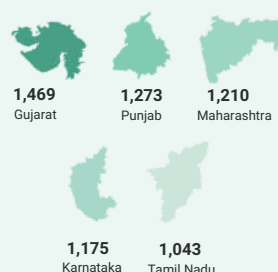 1,469 1,273 1,210
Gujarat Punjab Maharashtra
1,175 1,043
Karnataka Tamil Nadu